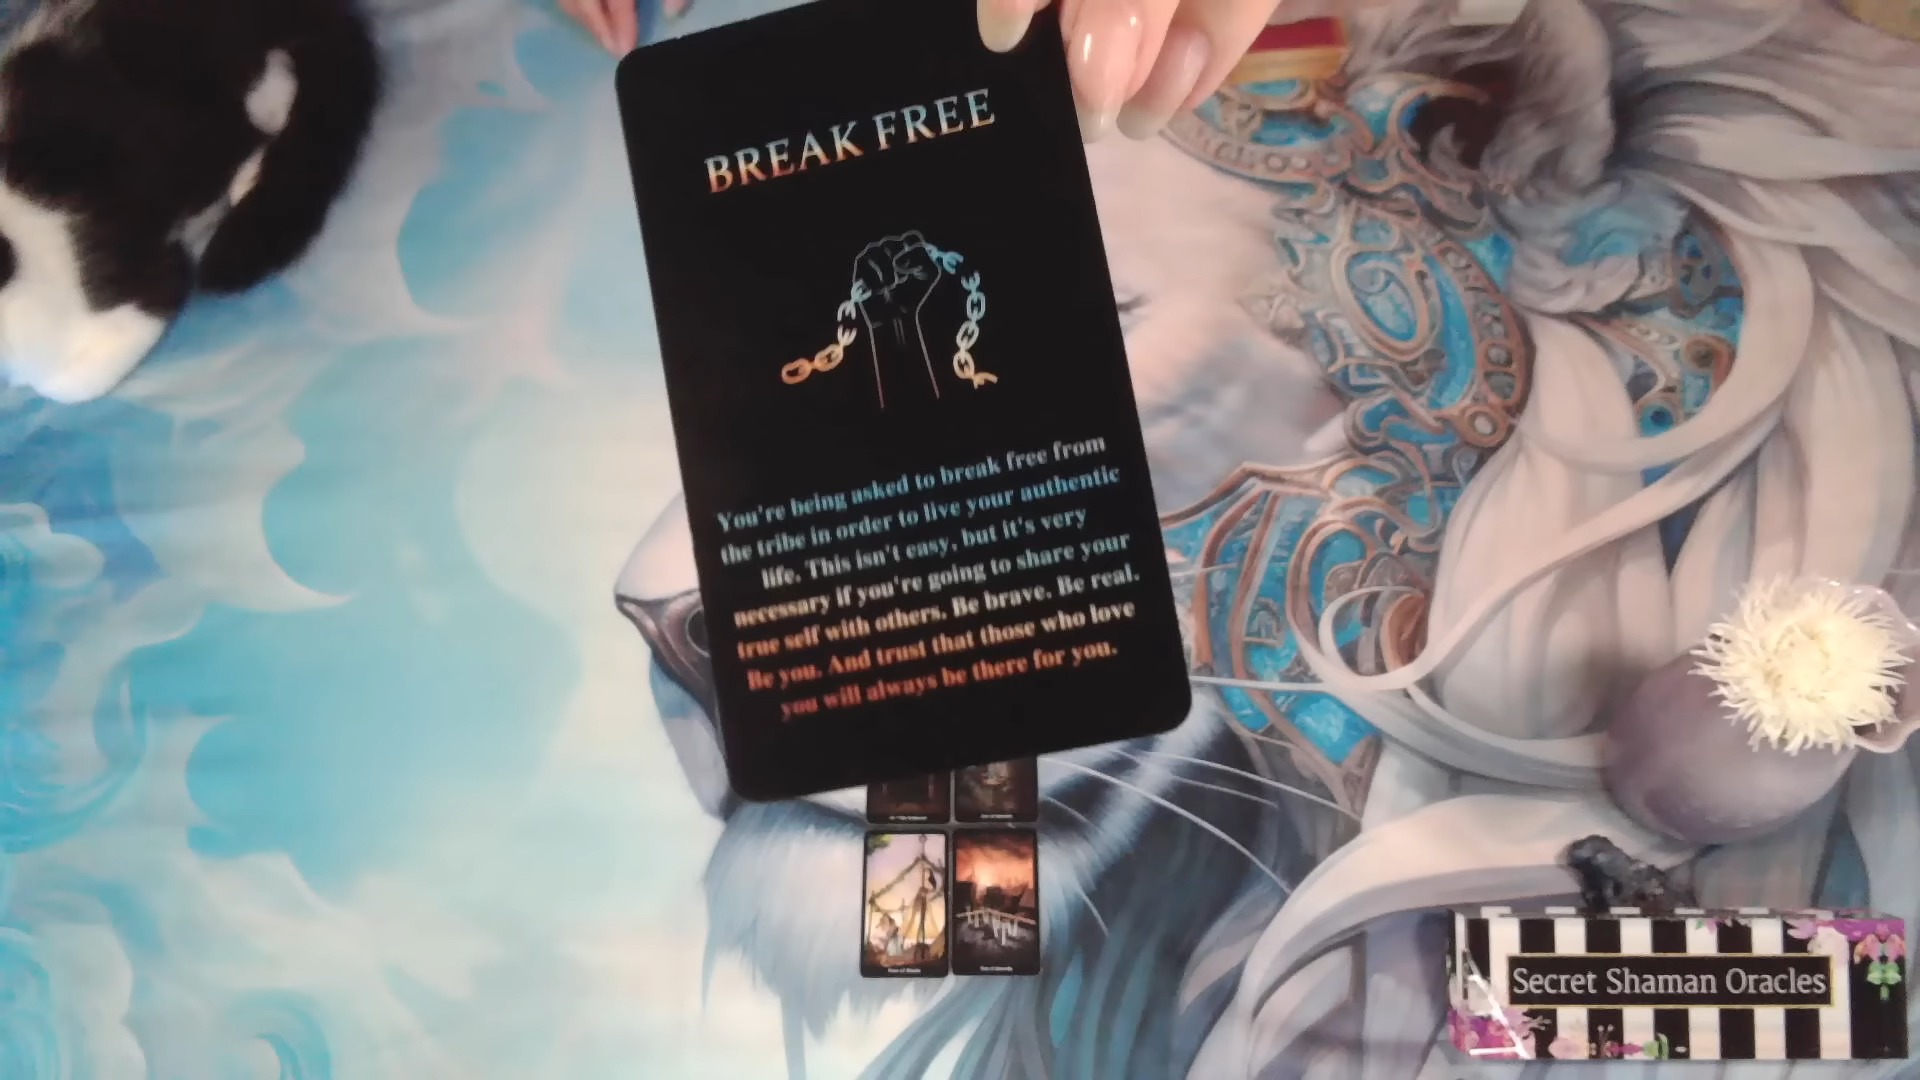 BREAK FREE
You're being asked to break free from
the tribe in order to live your authentic
life. This isn't easy, but it's very
necessary if you're going to share your
true self with others. Be brave. Be real.
Be you. And trust that those who love
you will always be there for you.
Secret Shaman Oracles